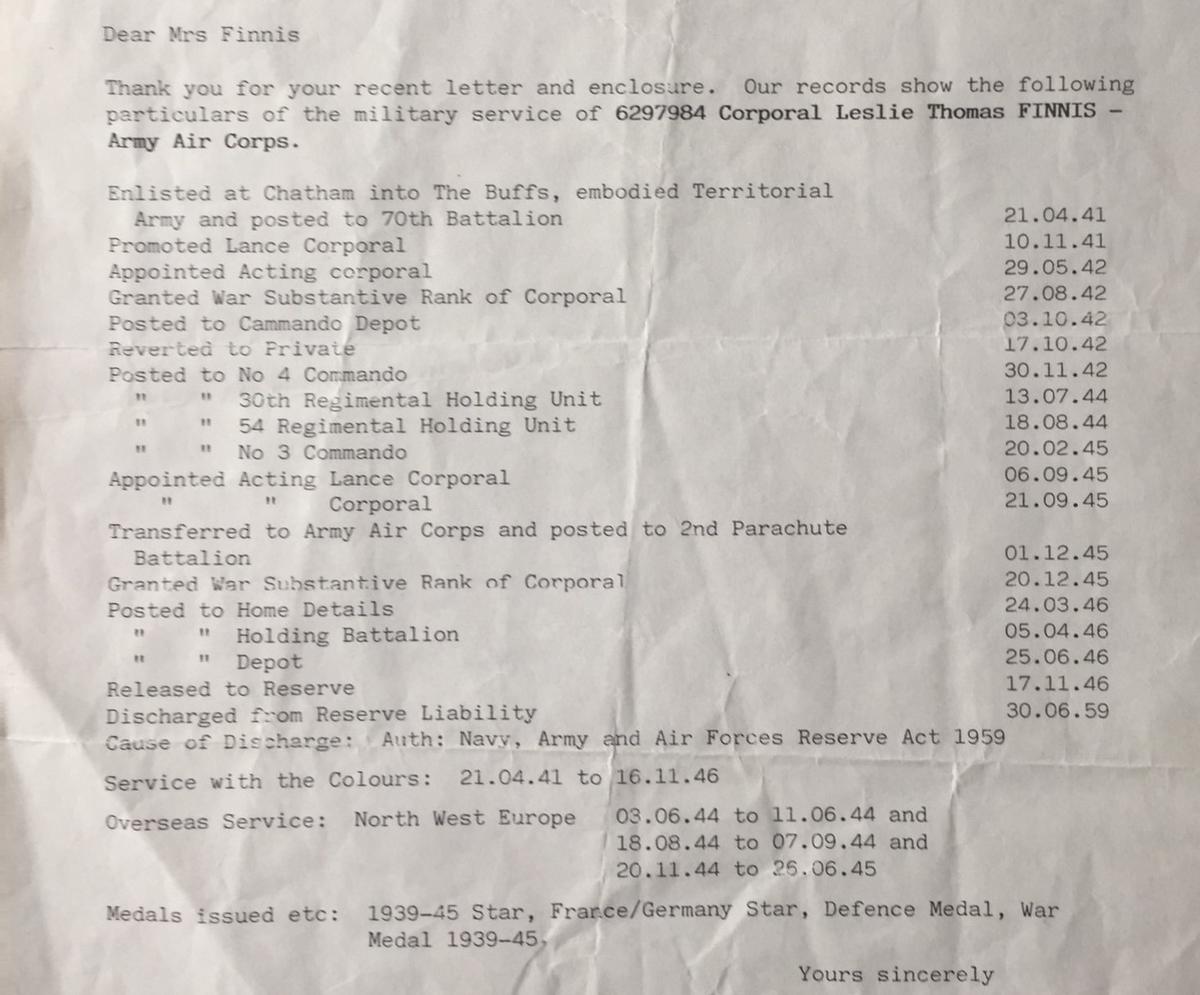 Dear Mrs Finnis
Thank you for your recent letter and enclosure. Our records show the following
particulars of the military service of 6297984 Corporal Leslie Thomas FINNIS –
Army Air Corps.
Enlisted at Chatham into The Buffs, embodied Territorial
Army and posted to 70th Battalion 21.04.41
Promoted Lance Corporal 10.11.41
Appointed Acting corporal 29.05.42
Granted War Substantive Rank of Corporal 27.08.42
Posted to Cammando Depot 03.10.42
Reverted to Private 17.10.42
Posted to No 4 Commando 30.11.42
" " 30th Regimental Holding Unit 13.07.44
" " 54 Regimental Holding Unit 18.08.44
" " No 3 Commando 20.02.45
Appointed Acting Lance Corporal 06.09.45
" " Corporal 21.09.45
Transferred to Army Air Corps and posted to 2nd Parachute
Battalion 01.12.45
Granted War Substantive Rank of Corporal 20.12.45
Posted to Home Details 24.03.46
" " Holding Battalion 05.04.46
" " Depot 25.06.46
Released to Reserve 17.11.46
Discharged from Reserve Liability 30.06.59
Cause of Discharge: Auth: Navy, Army and Air Forces Reserve Act 1959
Service with the Colours: 21.04.41 to 16.11.46
Overseas Service: North West Europe 03.06.44 to 11.06.44 and
18.08.44 to 07.09.44 and
20.11.44 to 26.06.45
Medals issued etc: 1939–45 Star, France/Germany Star, Defence Medal, War
Medal 1939–45.
Yours sincerely